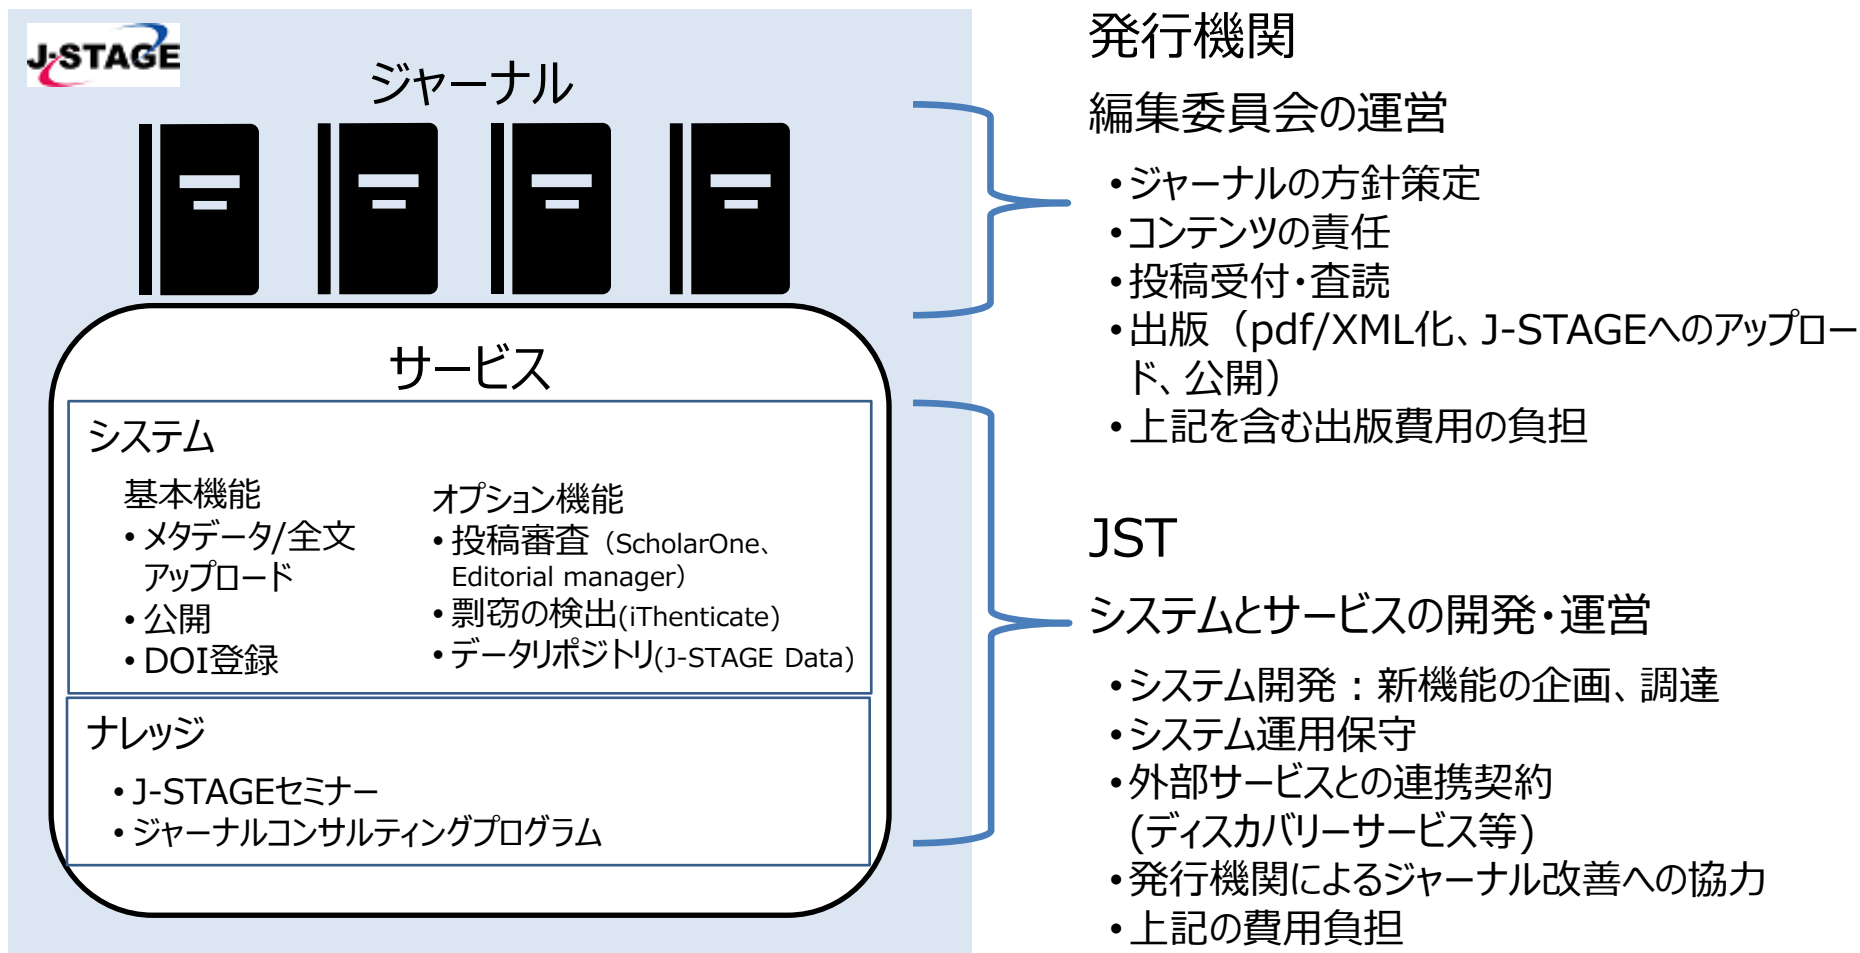 J-STAGE
ジャーナル
サービス
システム
基本機能
•メタデータ/全文
アップロード
•公開
•DOI登録
オプション機能
•投稿審査（ScholarOne、
Editorial manager）
•剽窃の検出(iThenticate)
•データリポジトリ(J-STAGE Data)
ナレッジ
•J-STAGEセミナー
•ジャーナルコンサルティングプログラム
発行機関
編集委員会の運営
•ジャーナルの方針策定
•コンテンツの責任
•投稿受付・査読
•出版（pdf/XML化、J-STAGEへのアップロー
ド、公開）
•上記を含む出版費用の負担
JST
システムとサービスの開発・運営
•システム開発：新機能の企画、調達
•システム運用保守
•外部サービスとの連携契約
(ディスカバリーサービス等)
•発行機関によるジャーナル改善への協力
•上記の費用負担